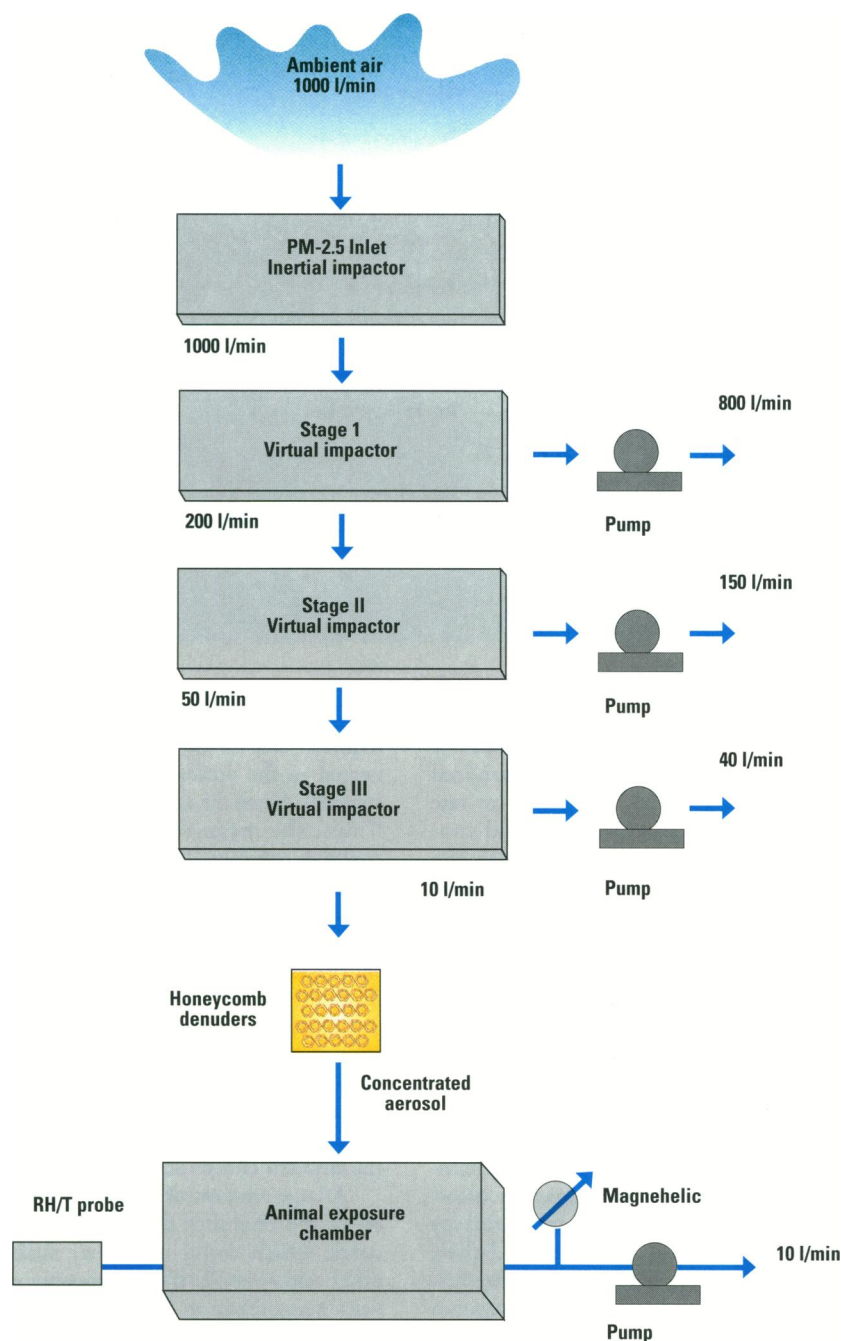 Ambient air
1000 l/min
PM-2.5 Inlet
Inertial impactor
1000 l/min
Stage 1
Virtual impactor
800 l/min
200 l/min
Pump
Stage II
Virtual impactor
150 l/min
50 l/min
Pump
Stage III
Virtual impactor
40 l/min
10 l/min
Pump
Honeycomb
denuders
Concentrated
aerosol
RH/T probe
Animal exposure
chamber
Magnehelic
10 l/min
Pump